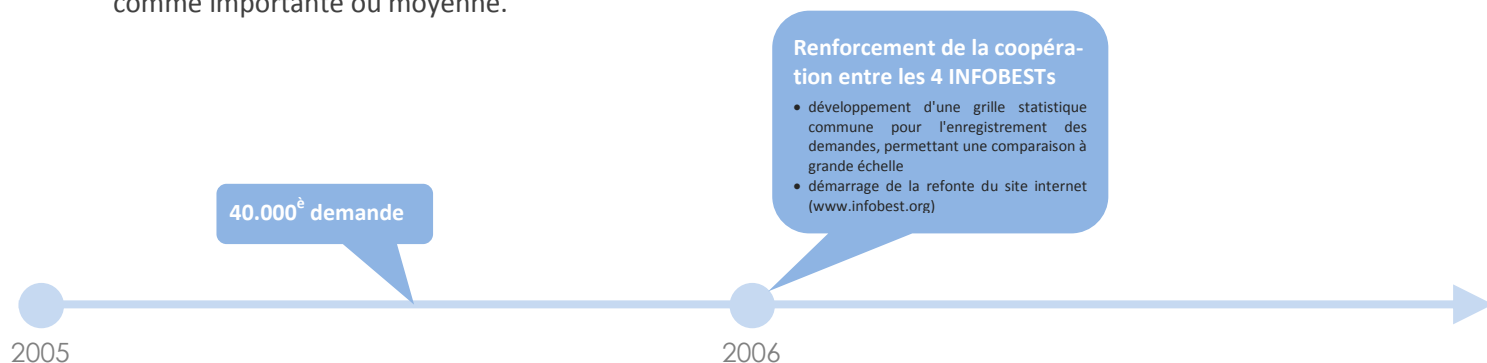 comme importante ou moyenne.
Renforcement de la coopéra-
tion entre les 4 INFOBESTs
• développement d'une grille statistique
commune pour l'enregistrement des
demandes, permettant une comparaison à
grande échelle
• démarrage de la refonte du site internet
(www.infobest.org)
40.000è demande
2005
2006